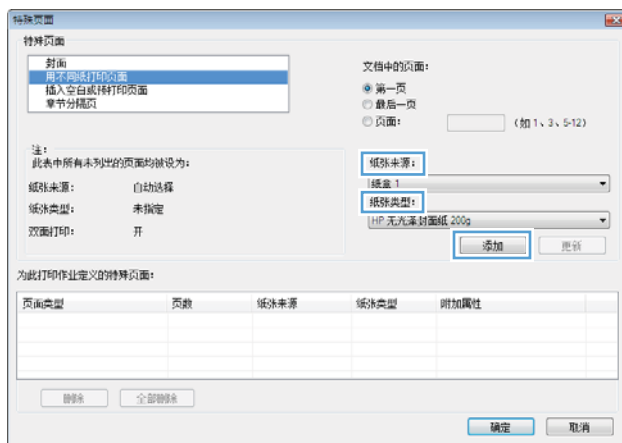 特殊页面
特殊页面
封面
用不同纸打印页面
插入空白或预打印页面
章节分隔页
文档中的页面：
第一页
最后一页
页面： (如 1、3、5-12)
注：
此表中所有未列出的页面均被设为：
纸张来源： 自动选择
纸张类型： 未指定
双面打印： 开
纸张来源：
纸盒 1
纸张类型：
HP 无光泽封面纸 200g
添加 更新
为此打印作业定义的特殊页面：
页面类型 页数 纸张来源 纸张类型 附加属性
删除 全部删除
确定 取消